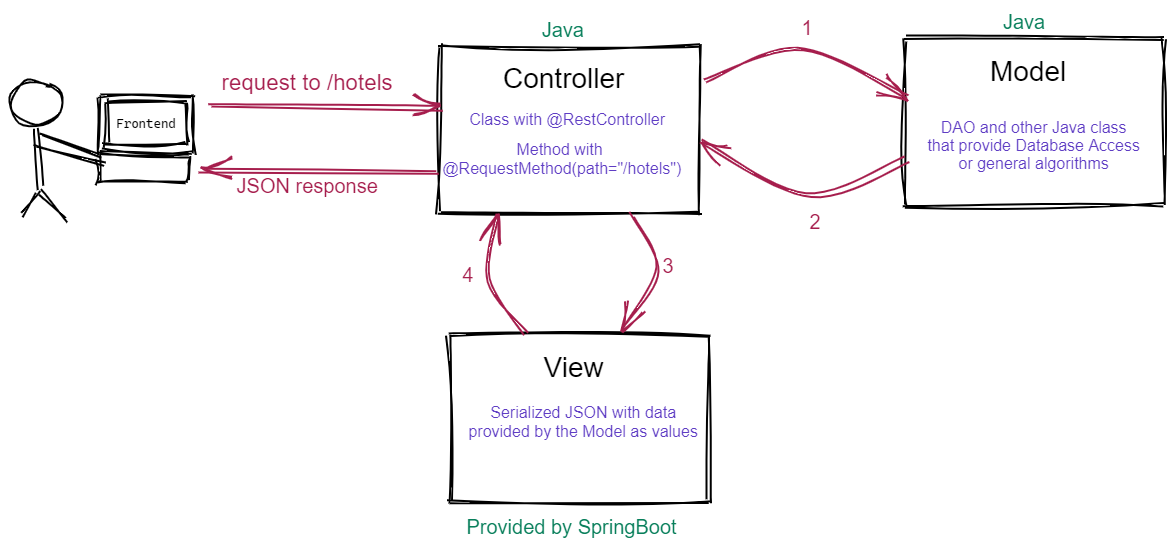 Java
Java
1
request to /hotels
Frontend
JSON response
Controller
Class with @RestController
Method with
@RequestMethod(path="/hotels")
Model
DAO and other Java class
that provide Database Access
or general algorithms
2
4
3
View
Serialized JSON with data
provided by the Model as values
Provided by SpringBoot